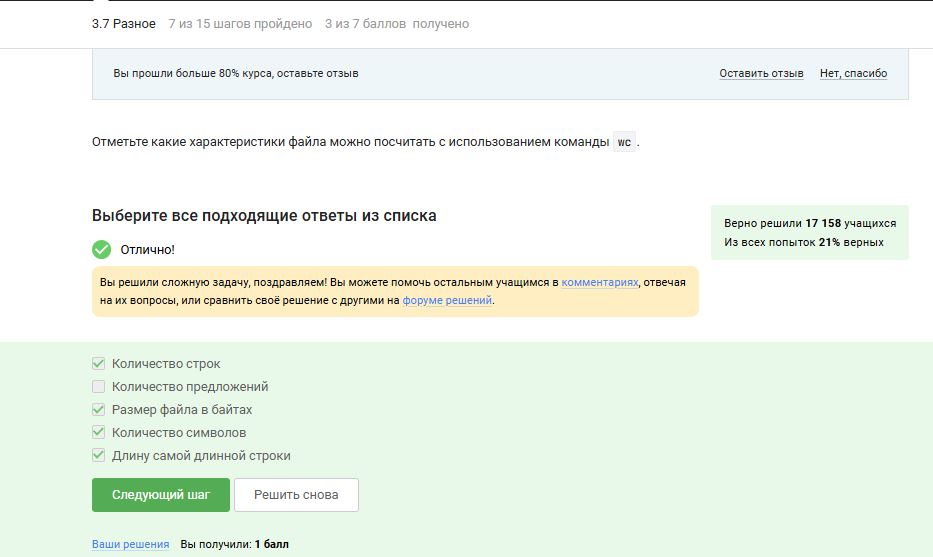 3.7 Разное 7 из 15 шагов пройдено 3 из 7 баллов получено
Вы прошли больше 80% курса, оставьте отзыв Оставить отзыв Нет, спасибо
Отметьте какие характеристики файла можно посчитать с использованием команды wc.
Выберите все подходящие ответы из списка
Верно решили 17 158 учащихся
Из всех попыток 21% верных
Отлично!
Вы решили сложную задачу, поздравляем! Вы можете помочь остальным учащимся в комментариях, отвечая
на их вопросы, или сравнить своё решение с другими на форуме решений.
Количество строк
Количество предложений
Размер файла в байтах
Количество символов
Длину самой длинной строки
Следующий шаг Решить снова
Ваши решения Вы получили: 1 балл